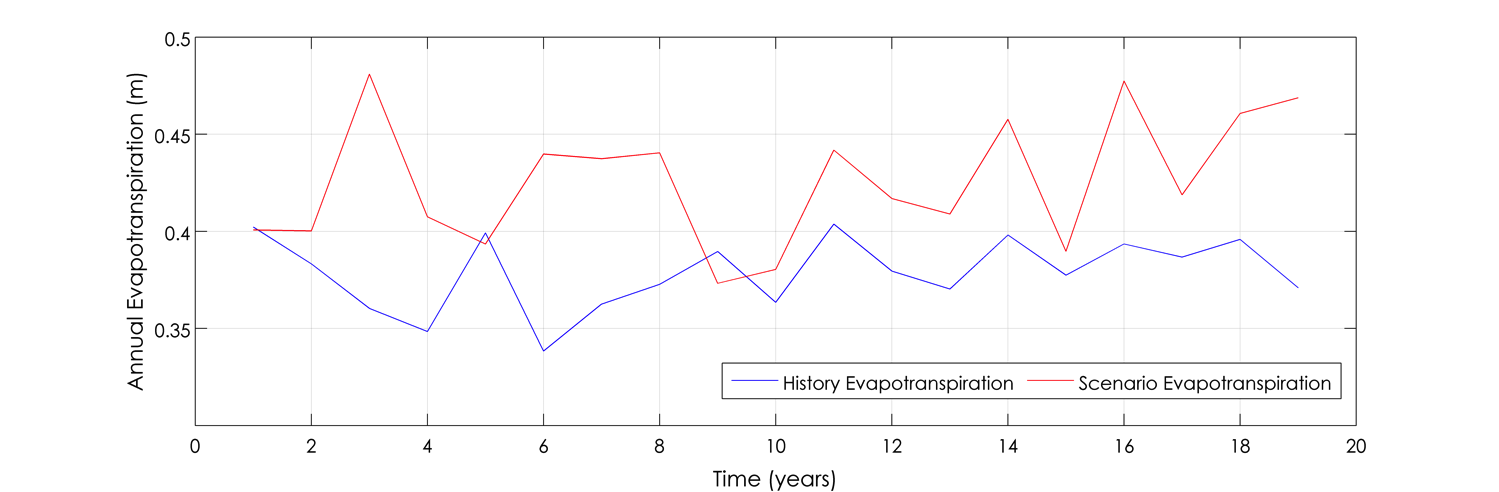 0.5
0.45
0.4
0.35
Annual Evapotranspiration (m)
History Evapotranspiration Scenario Evapotranspiration
0 2 4 6 8 10 12 14 16 18 20
Time (years)